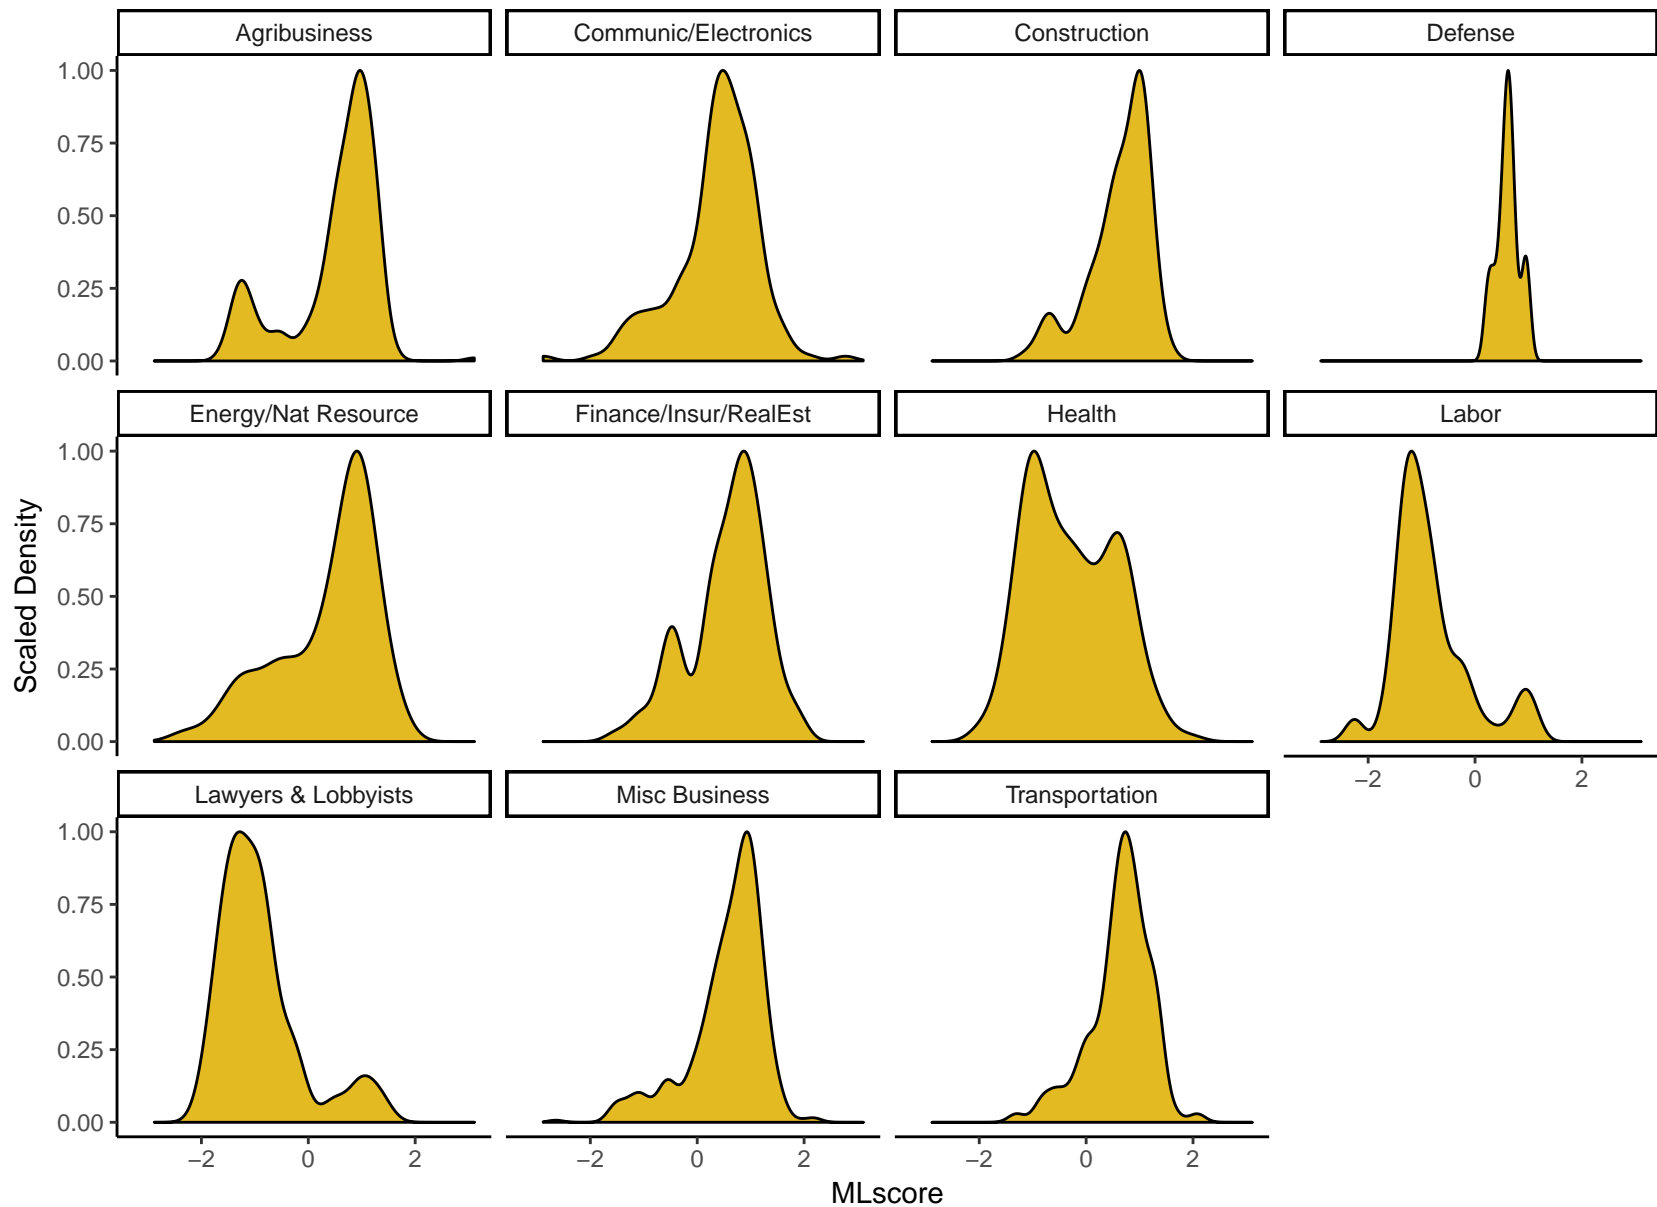 Agribusiness Communic/Electronics Construction Defense
1.00
0.75
0.50
0.25
0.00
Energy/Nat Resource Finance/Insur/RealEst Health Labor
1.00
0.75
0.50
0.25
0.00
−2 0 2
Scaled Density
Lawyers & Lobbyists Misc Business Transportation
1.00
0.75
0.50
0.25
0.00
−2 0 2 −2 0 2 −2 0 2
MLscore